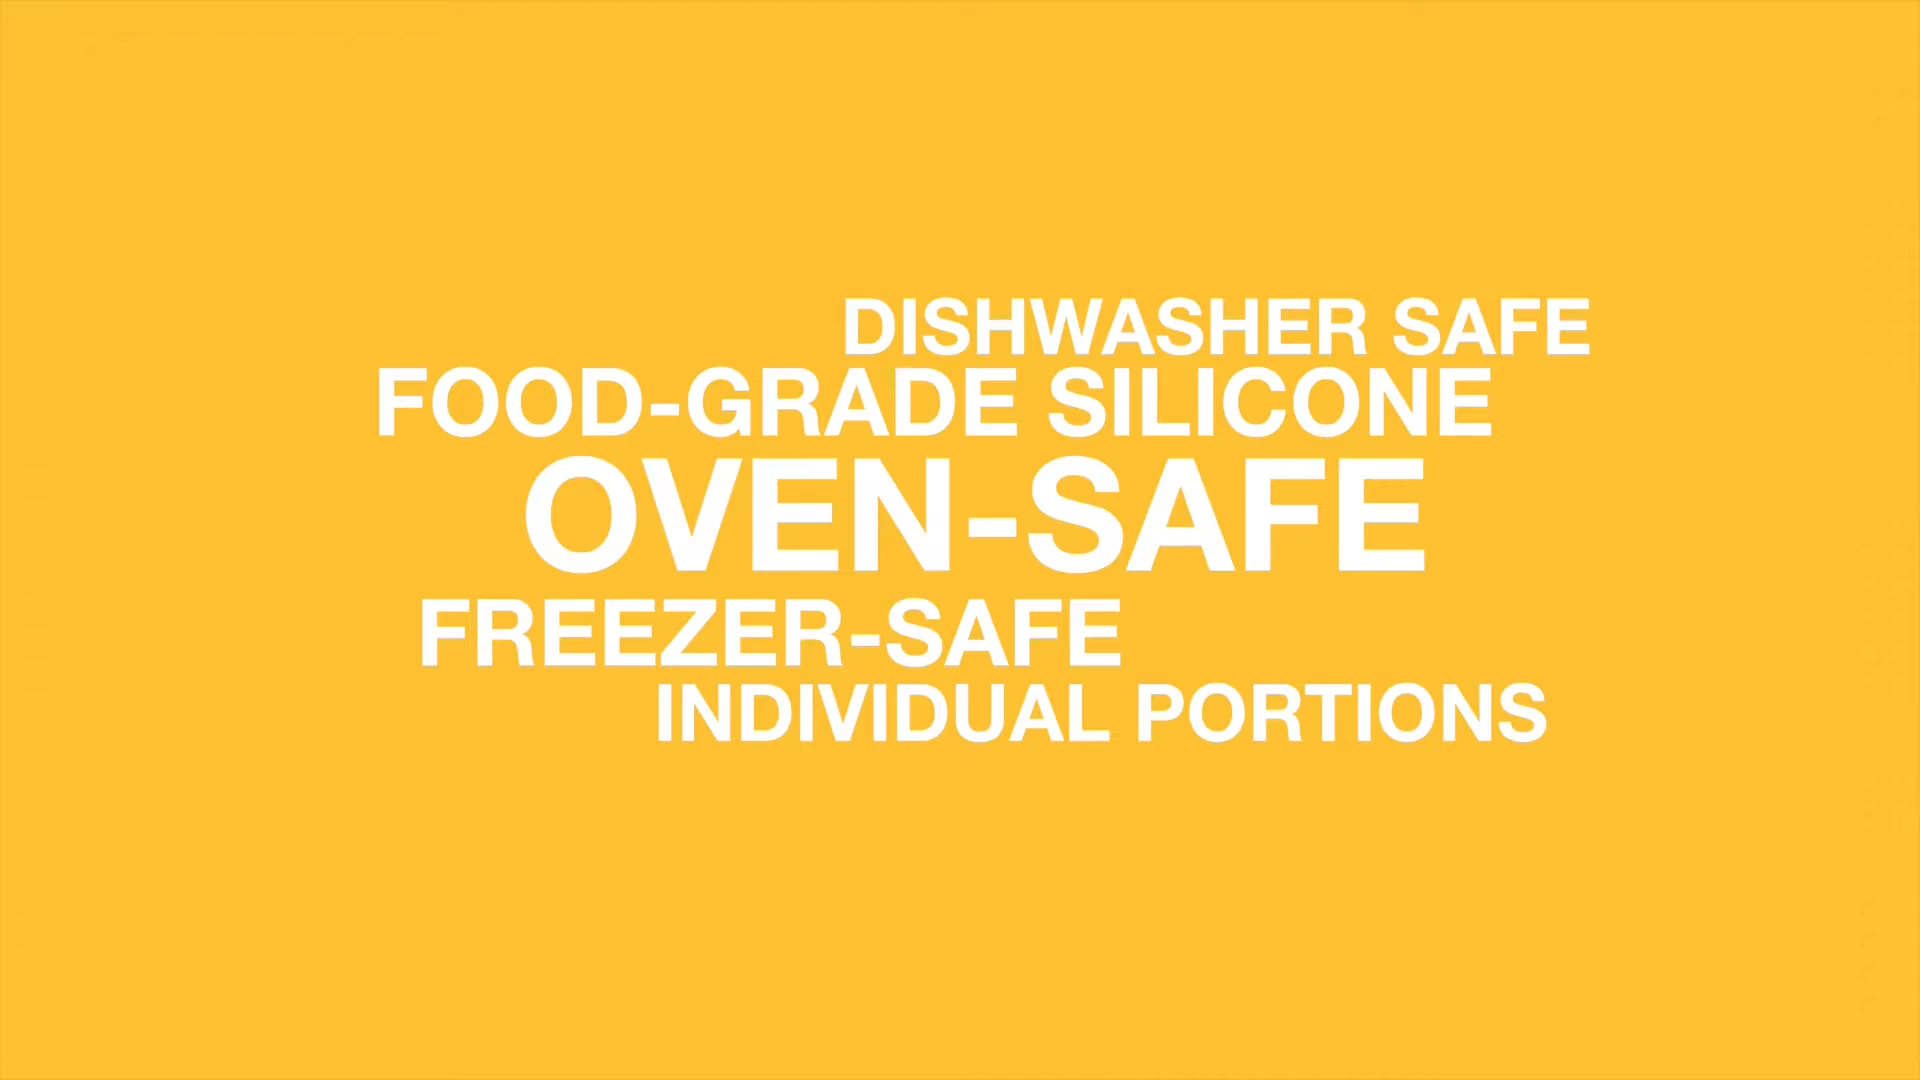 DISHWASHER SAFE
FOOD-GRADE SILICONE
OVEN-SAFE
FREEZER-SAFE
INDIVIDUAL PORTIONS